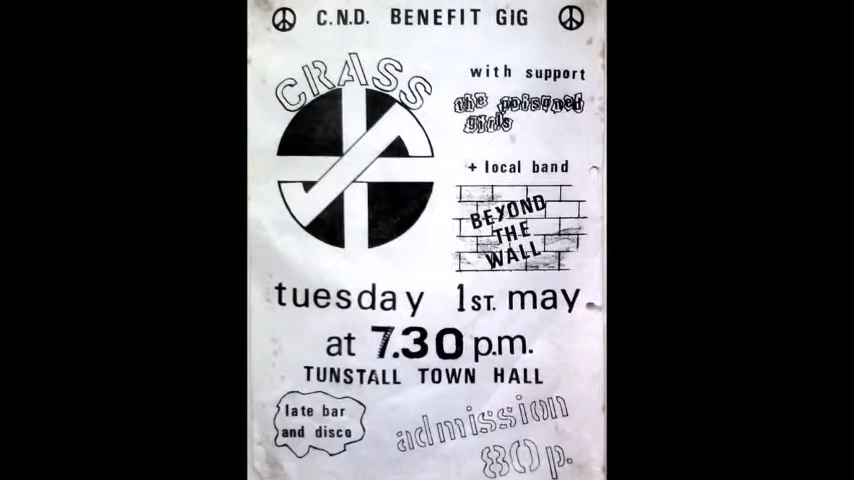 C.N.D. BENEFIT GIG
CRASS
with support
the poisoned
girls
+ local band
BEYOND
THE
WALL
tuesday 1ST. may
at 7.30 p.m.
TUNSTALL TOWN HALL
late bar
and disco
admission
80p.